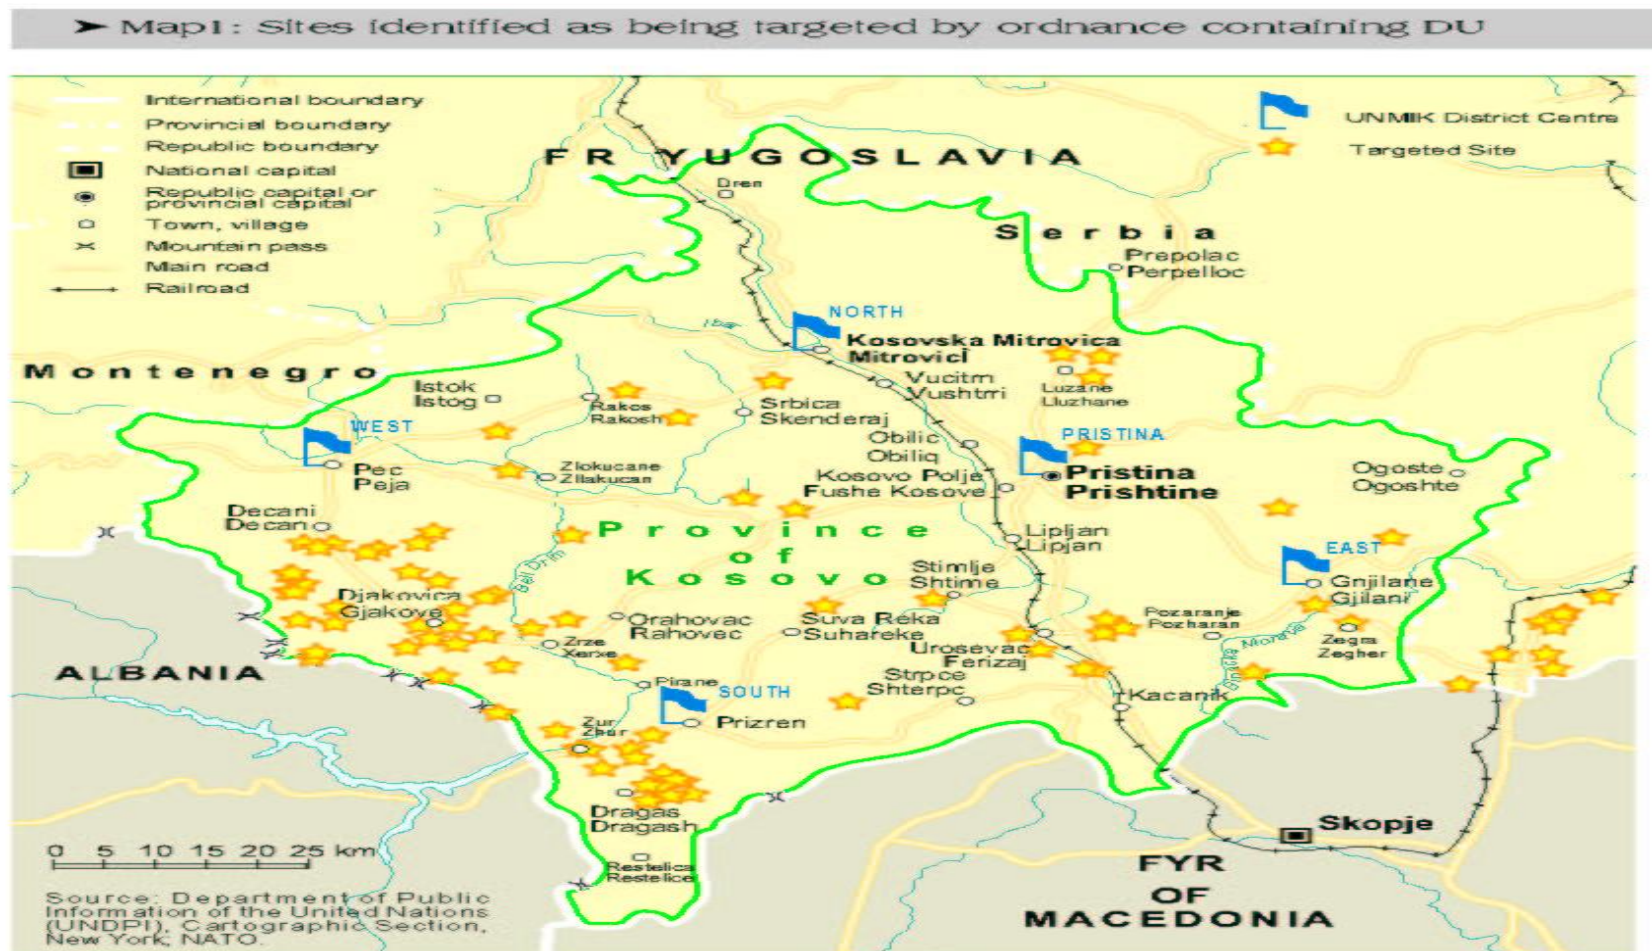 ➤ Map1: Sites identified as being targeted by ordnance containing DU
International boundary
Provincial boundary
Republic boundary
National capital
Republic capital or
provincial capital
Town, village
Mountain pass
Main road
Railroad
UNMIK District Centre
Targeted Site
FR YUGOSLAVIA
Dren
Serbia
Prepolac
Perpelloc
NORTH
Ibar
Kosovska Mitrovica
Mitrovicİ
Montenegro
Istok
Istog
Rakos
Rakosh
Srbica
Skenderaj
Vucitrn
Vushtrri
Luzane
Lluzhane
WEST
Pec
Peja
Zlokucane
Zllakucan
Obilic
Obiliq
Kosovo Polje
Fushe Kosove
PRISTINA
Pristina
Prishtine
Ogoste
Ogoshte
Decani
Decan
Province
of
Kosovo
Beli Drim
Lipljan
Lipjan
Stimlje
Shtime
EAST
Gnjilane
Gjilani
Djakovica
Gjakove
Orahovac
Rahovec
Suva Reka
Suhareke
Zrze
Xerxe
Urosevac
Ferizaj
Pozaranje
Pozharan
Morava
Zegra
Zegher
ALBANIA
Pirane
SOUTH
Prizren
Strpce
Shterpc
Kacanik
Zur
Zhur
Dragas
Dragash
Restelica
Restelice
Skopje
FYR
OF
MACEDONIA
0 5 10 15 20 25 km
Source: Department of Public
Information of the United Nations
(UNDPI), Cartographic Section,
New York; NATO.